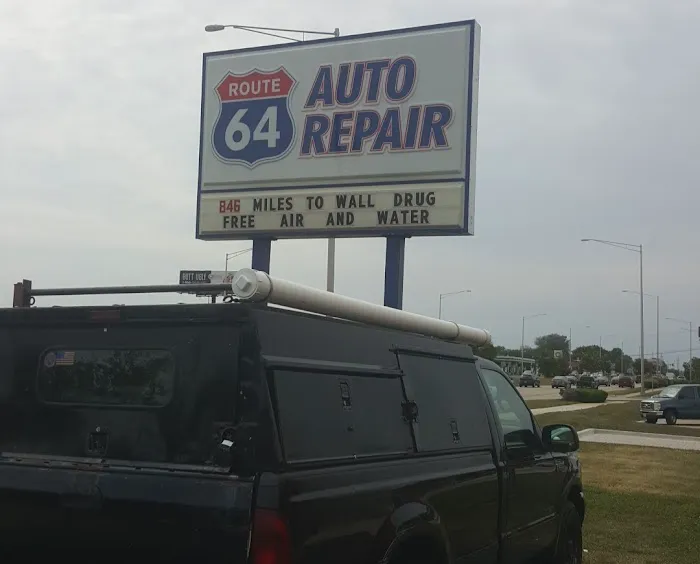 ROUTE
64
AUTO
REPAIR
846 MILES TO WALL DRUG
FREE AIR AND WATER